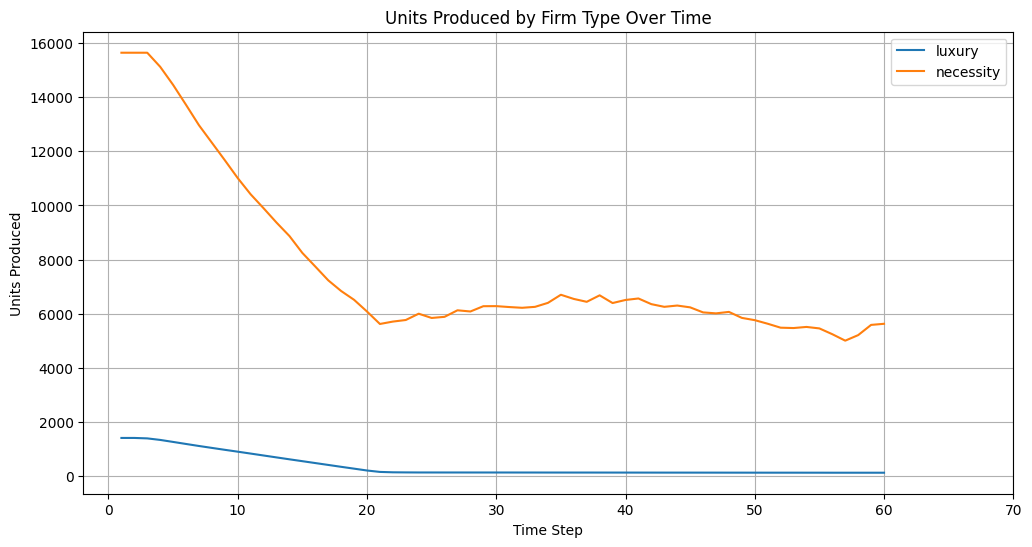 Units Produced by Firm Type Over Time
luxury
necessity
16000
14000
12000
10000
8000
6000
4000
2000
0
Units Produced
0 10 20 30 40 50 60 70
Time Step